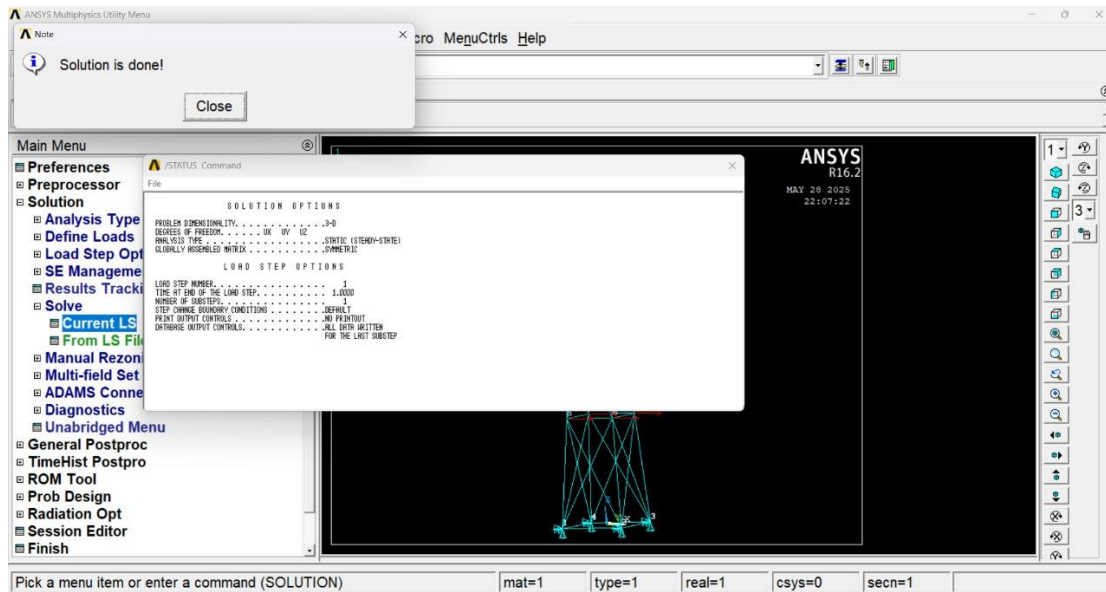 ANSYS Multiphysics Utility Menu
Note
cro MenuCtrls Help
Solution is done!
Close
Main Menu
Preferences
Preprocessor
Solution
Analysis Type
Define Loads
Load Step Opt
SE Manageme
Results Tracki
Solve
Current LS
From LS Fil
Manual Rezoni
Multi-field Set
ADAMS Conne
Diagnostics
Unabridged Menu
General Postproc
TimeHist Postpro
ROM Tool
Prob Design
Radiation Opt
Session Editor
Finish
/STATUS Command
File
SOLUTION OPTIONS
PROBLEM DIMENSIONALITY. . . . . . . . . . . . .3-D
DEGREES OF FREEDOM. . . . . . UX UY UZ
ANALYSIS TYPE . . . . . . . . . . . . . . . . .STATIC (STEADY-STATE)
GLOBALLY ASSEMBLED MATRIX . . . . . . . . . . .SYMMETRIC
LOAD STEP OPTIONS
LOAD STEP NUMBER. . . . . . . . . . . . . . . . 1
TIME AT END OF THE LOAD STEP. . . . . . . . . . 1.0000
NUMBER OF SUBSTEPS. . . . . . . . . . . . . . . 1
STEP CHANGE BOUNDARY CONDITIONS . . . . . . . .DEFAULT
PRINT OUTPUT CONTROLS . . . . . . . . . . . . .NO PRINTOUT
DATABASE OUTPUT CONTROLS. . . . . . . . . . . .ALL DATA WRITTEN
FOR THE LAST SUBSTEP
1
ANSYS
R16.2
MAY 28 2025
22:07:22
4
3
1
3
Pick a menu item or enter a command (SOLUTION)
mat=1
type=1
real=1
csys=0
secn=1